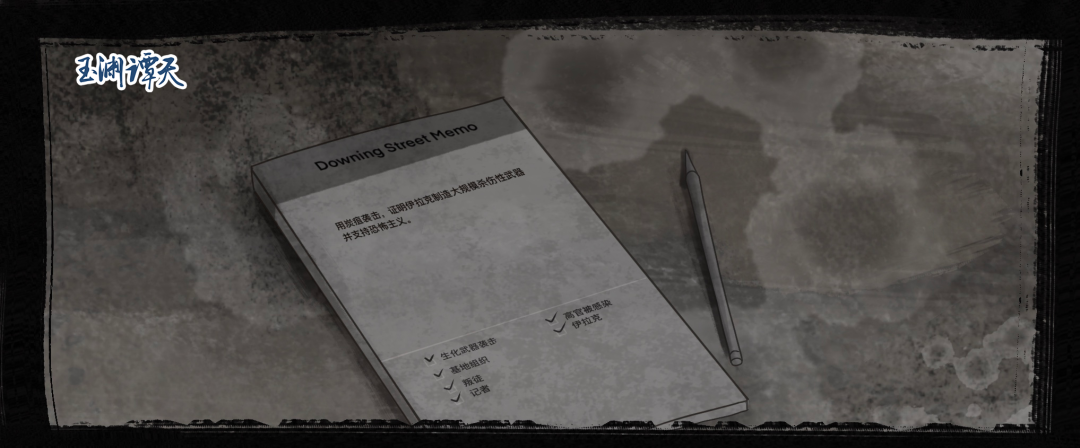 玉渊谭天
Downing Street Memo
用炭疽袭击，证明伊拉克制造大规模杀伤性武器
并支持恐怖主义。
高官被感染
伊拉克
生化武器袭击
基地组织
叛徒
记者